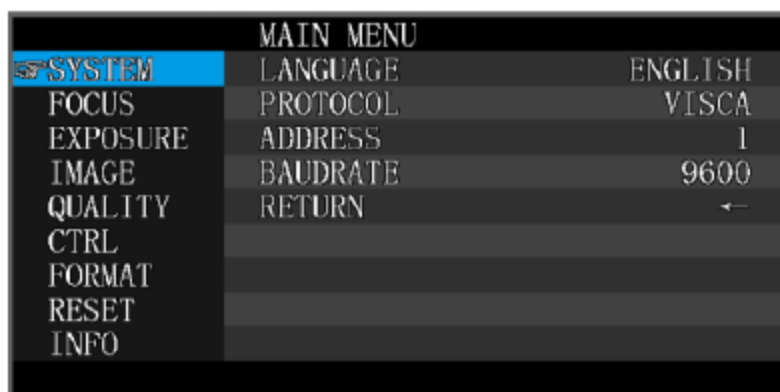 MAIN MENU
☞SYSTEM LANGUAGE ENGLISH
FOCUS PROTOCOL VISCA
EXPOSURE ADDRESS 1
IMAGE BAUDRATE 9600
QUALITY RETURN ←
CTRL
FORMAT
RESET
INFO